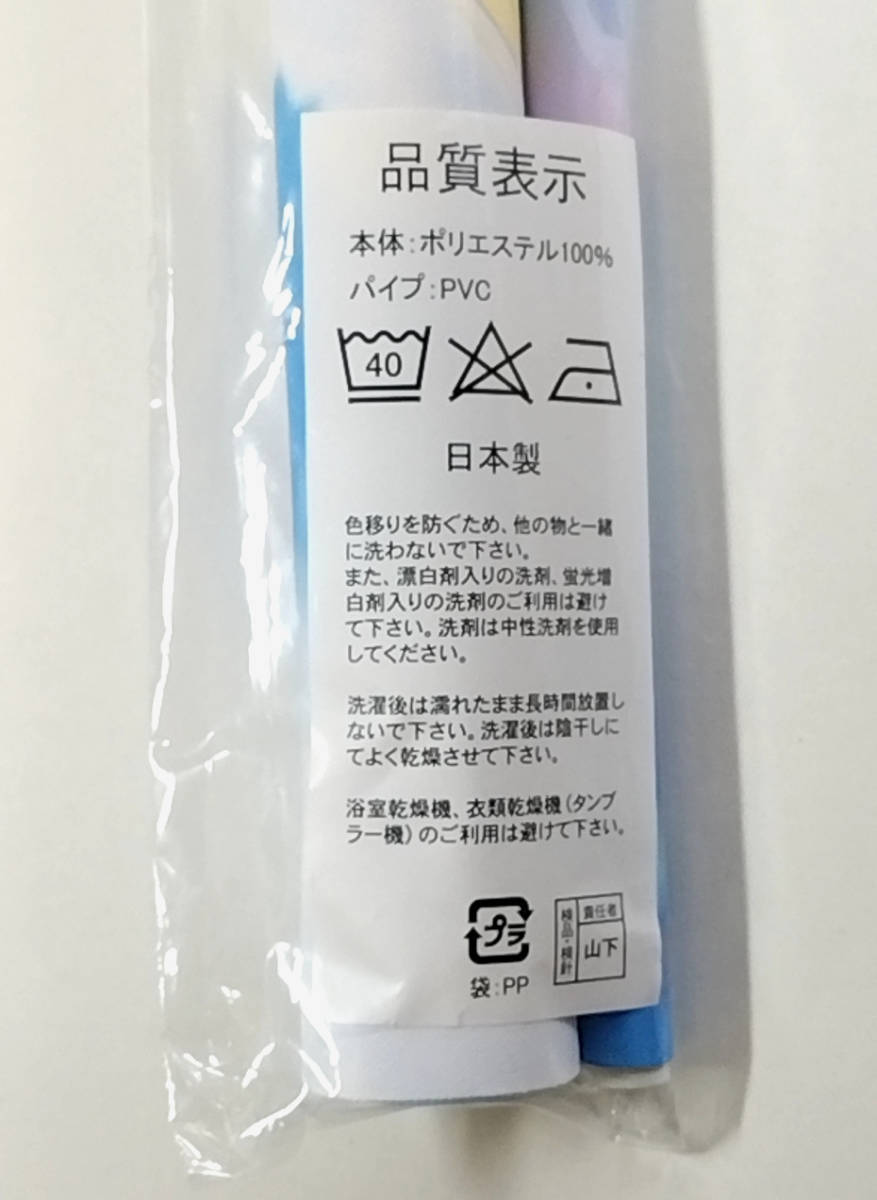 品質表示
本体:ポリエステル100%
パイプ:PVC
40
日本製
色移りを防ぐため、他の物と一緒
に洗わないで下さい。
また、漂白剤入りの洗剤、蛍光増
白剤入りの洗剤のご利用は避け
て下さい。洗剤は中性洗剤を使用
してください。
洗濯後は濡れたまま長時間放置し
ないで下さい。洗濯後は陰干しに
てよく乾燥させて下さい。
浴室乾燥機、衣類乾燥機(タンブ
ラー機)のご利用は避けて下さい。
プラ
袋:PP
検品・検針
責任者
山下